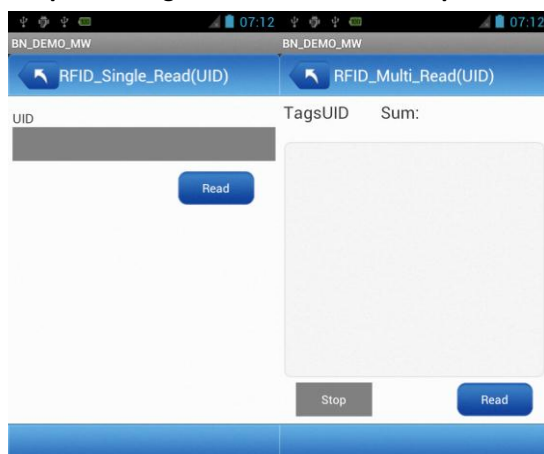 07:12
BN_DEMO_MW
RFID_Single_Read(UID)
UID
Read
07:12
BN_DEMO_MW
RFID_Multi_Read(UID)
TagsUID Sum:
Stop
Read